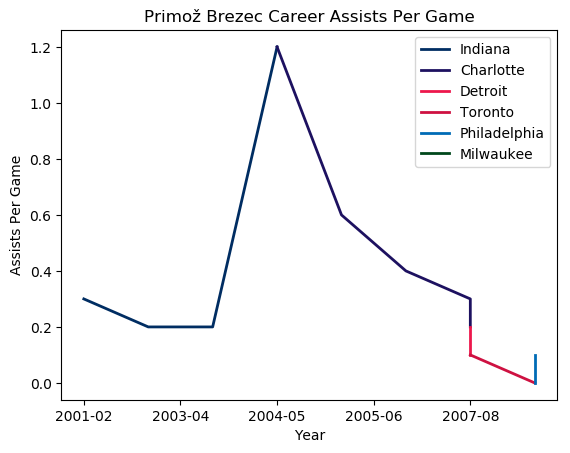 Primož Brezec Career Assists Per Game
Indiana
Charlotte
Detroit
Toronto
Philadelphia
Milwaukee
Assists Per Game
1.2
1.0
0.8
0.6
0.4
0.2
0.0
2001-02 2003-04 2004-05 2005-06 2007-08
Year